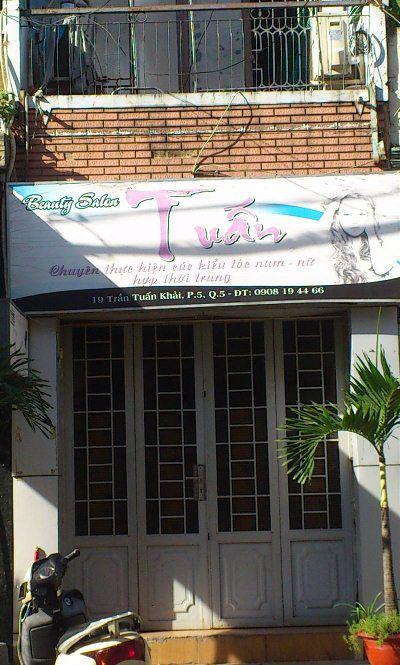 Beauty Salon
Tuấn
Chuyên thực hiện các kiểu tóc nam - nữ
hợp thời trang
19 Trần Tuấn Khải, P.5, Q.5 - ĐT: 0908 19 44 66